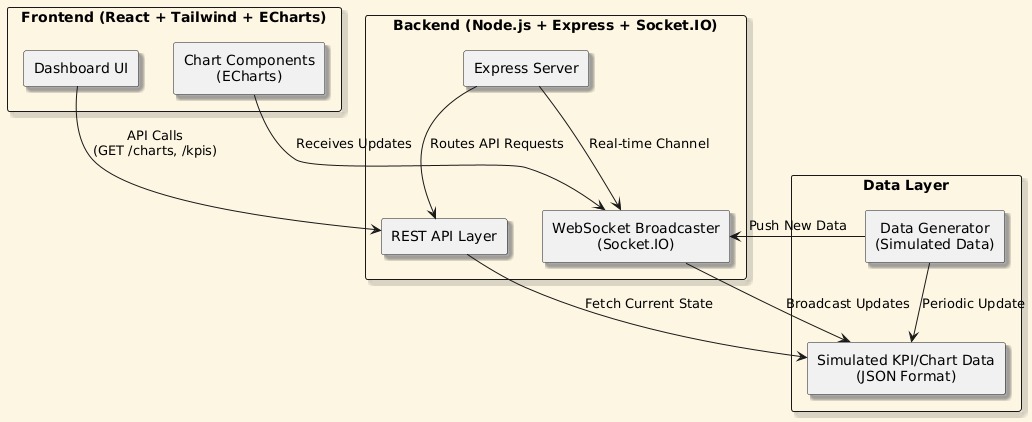 Frontend (React + Tailwind + ECharts)
Dashboard UI
Chart Components
(ECharts)
Backend (Node.js + Express + Socket.IO)
Express Server
API Calls
(GET /charts, /kpis)
Receives Updates
Routes API Requests
Real-time Channel
REST API Layer
WebSocket Broadcaster
(Socket.IO)
Data Layer
Push New Data
Data Generator
(Simulated Data)
Fetch Current State
Broadcast Updates
Periodic Update
Simulated KPI/Chart Data
(JSON Format)